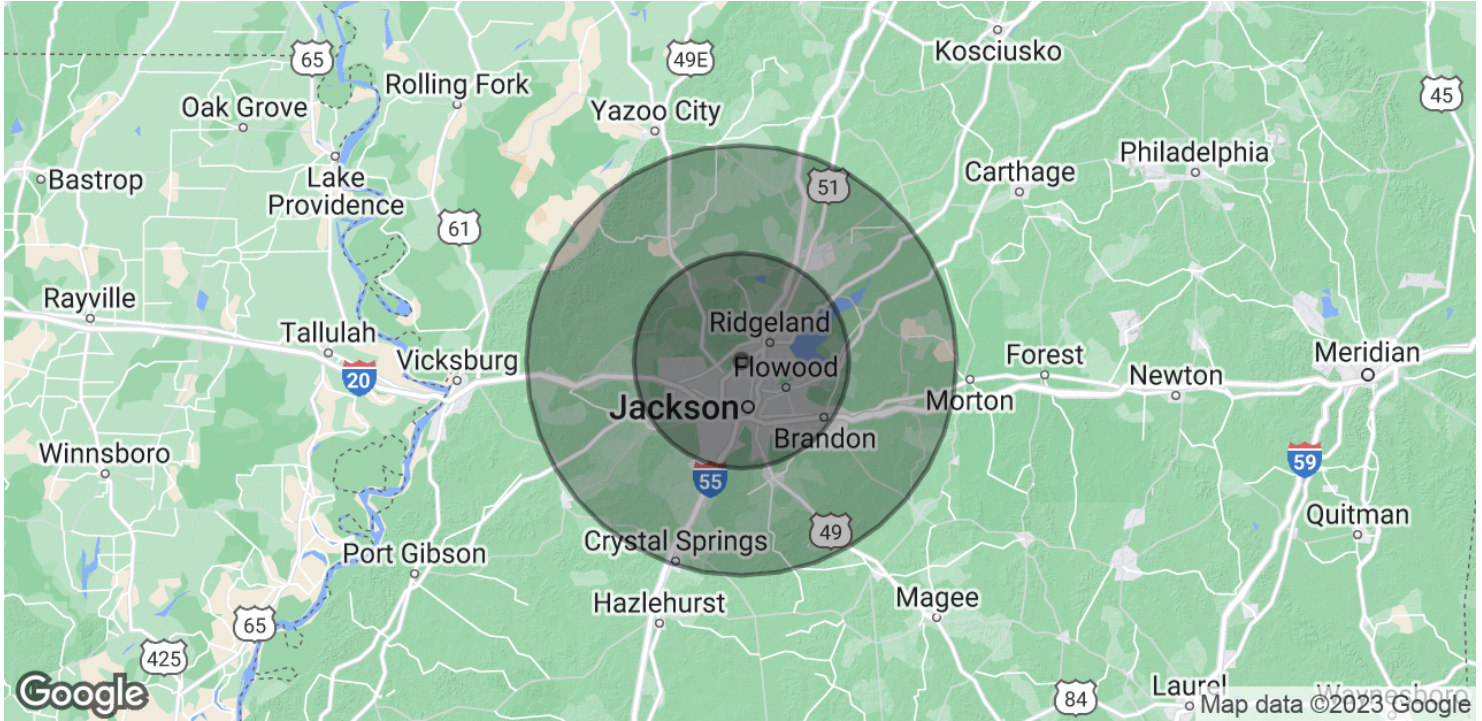 Kosciusko
65
49E
Rolling Fork
45
Oak Grove
Yazoo City
Philadelphia
Carthage
Bastrop
Lake
Providence
51
61
Rayville
Ridgeland
Tallulah
Vicksburg
Forest
Meridian
20
Flowood
Newton
Jackson
Morton
Brandon
Winnsboro
59
55
Quitman
49
Crystal Springs
Port Gibson
Hazlehurst
Magee
65
425
Google
Laurel
84
Waynesboro
Map data ©2023 Google